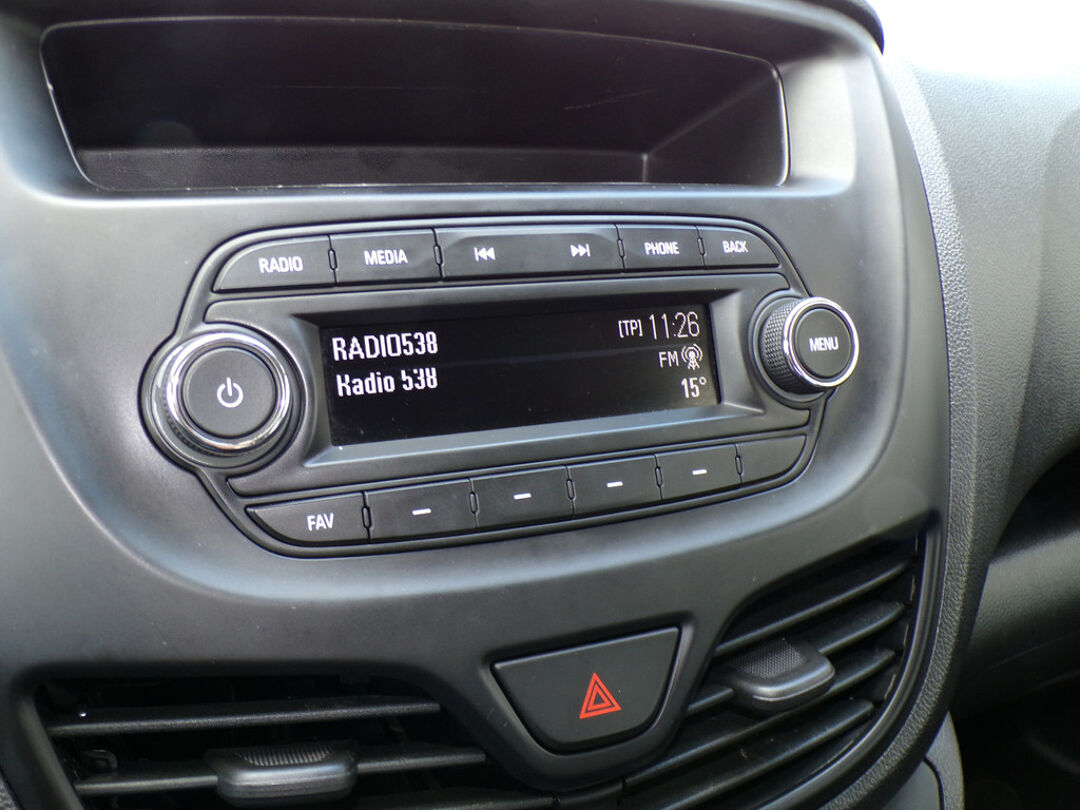 RADIO
MEDIA
PHONE
BACK
RADIO538
[TP] 11:26
Radio 538
FM
15°
MENU
FAV